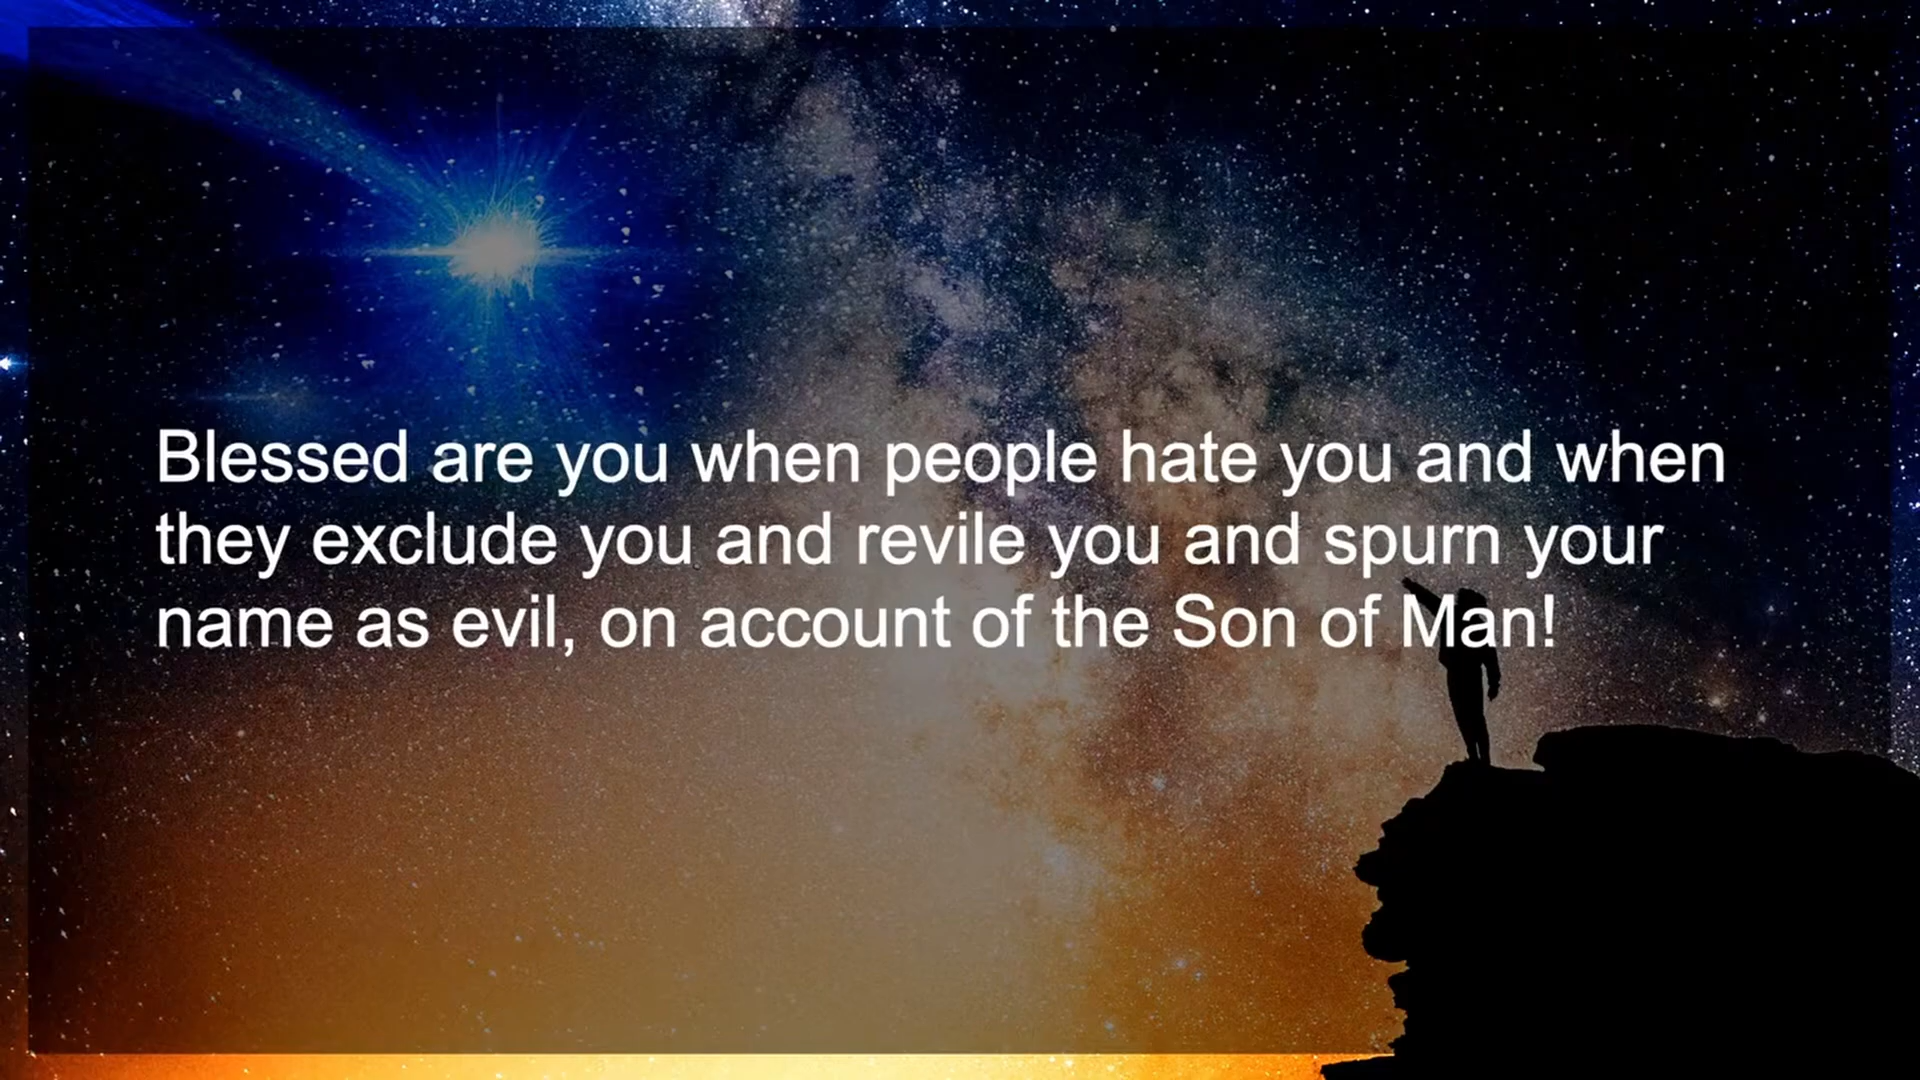 Blessed are you when people hate you and when
they exclude you and revile you and spurn your
name as evil, on account of the Son of Man!